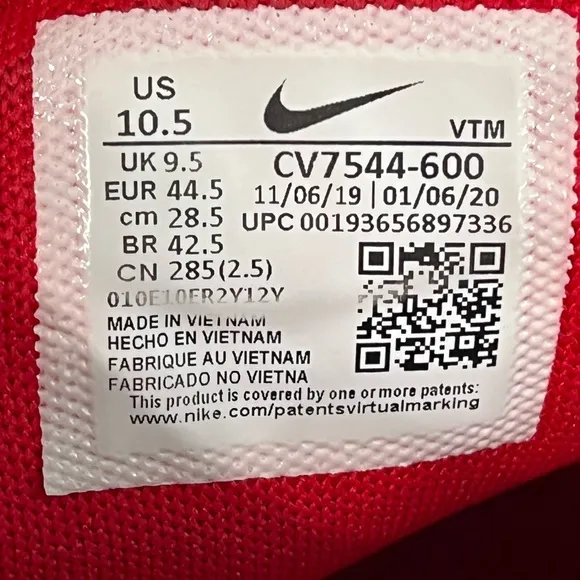 US
10.5
VTM
UK 9.5
EUR 44.5
cm 28.5
BR 42.5
CN 285(2.5)
CV7544-600
11/06/19 | 01/06/20
UPC 00193656897336
010E10ER2Y12Y
MADE IN VIETNAM
HECHO EN VIETNAM
FABRIQUE AU VIETNAM
FABRICADO NO VIETNA
This product is covered by one or more patents:
www.nike.com/patentsvirtualmarking